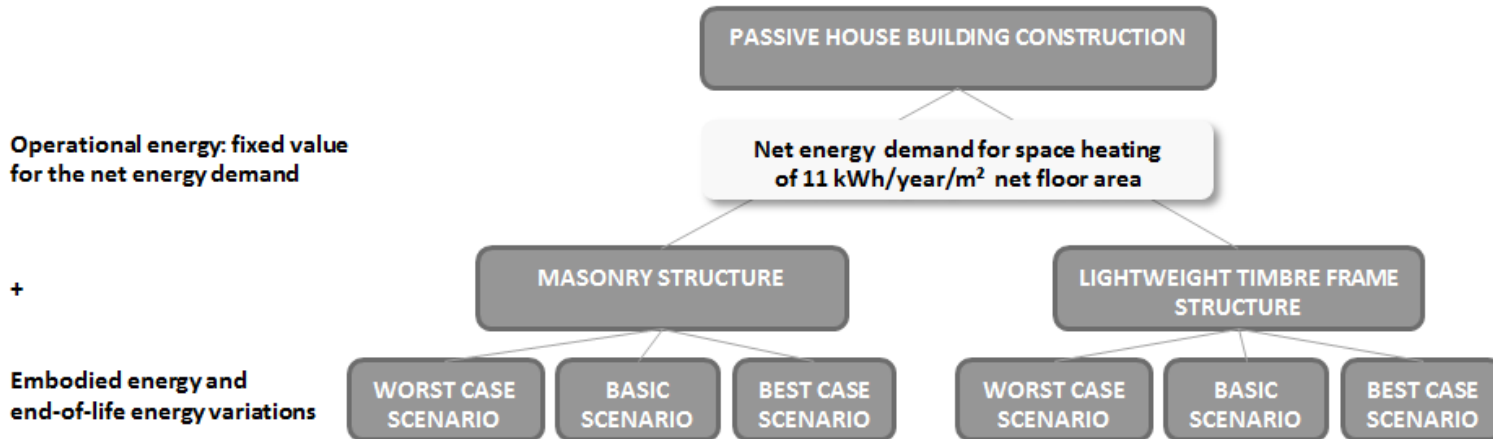 PASSIVE HOUSE BUILDING CONSTRUCTION
Operational energy: fixed value
for the net energy demand
Net energy demand for space heating
of 11 kWh/year/m² net floor area
+
MASONRY STRUCTURE
LIGHTWEIGHT TIMBRE FRAME
STRUCTURE
Embodied energy and
end-of-life energy variations
WORST CASE
SCENARIO
BASIC
SCENARIO
BEST CASE
SCENARIO
WORST CASE
SCENARIO
BASIC
SCENARIO
BEST CASE
SCENARIO